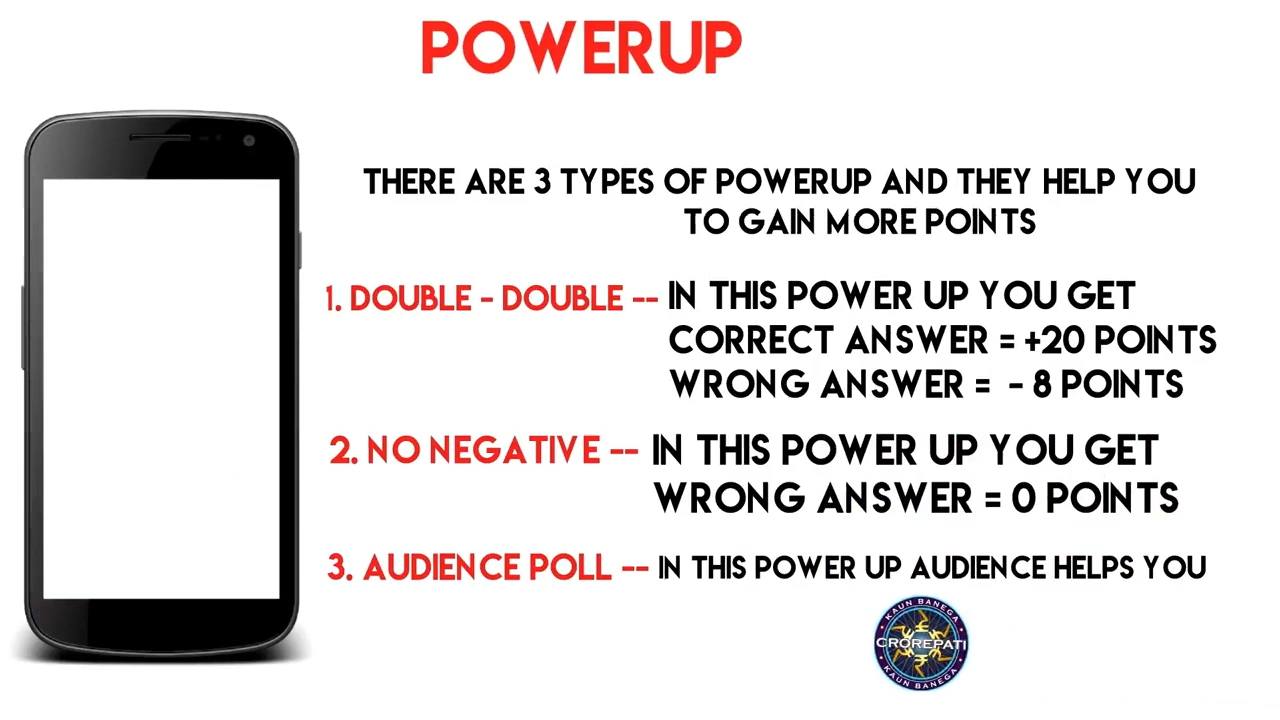 POWERUP
THERE ARE 3 TYPES OF POWERUP AND THEY HELP YOU
TO GAIN MORE POINTS
1. DOUBLE - DOUBLE -- IN THIS POWER UP YOU GET
CORRECT ANSWER = +20 POINTS
WRONG ANSWER = - 8 POINTS
2. NO NEGATIVE -- IN THIS POWER UP YOU GET
WRONG ANSWER = 0 POINTS
3. AUDIENCE POLL -- IN THIS POWER UP AUDIENCE HELPS YOU
KAUN BANEGA
CROREPATI
KAUN BANEGA